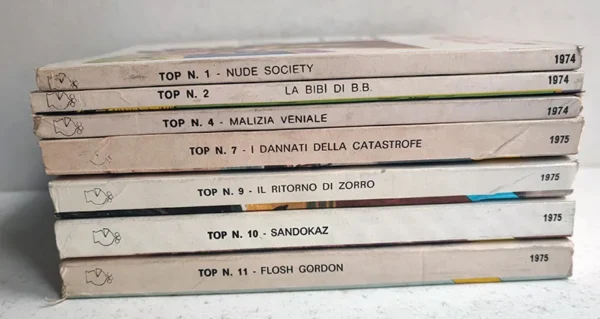 TOP N. 1 - NUDE SOCIETY 1974
TOP N. 2 LA BIBÌ DI B.B. 1974
TOP N. 4 - MALIZIA VENIALE 1974
TOP N. 7 - I DANNATI DELLA CATASTROFE 1975
TOP N. 9 - IL RITORNO DI ZORRO 1975
TOP N. 10 - SANDOKAZ 1975
TOP N. 11 - FLOSH GORDON 1975